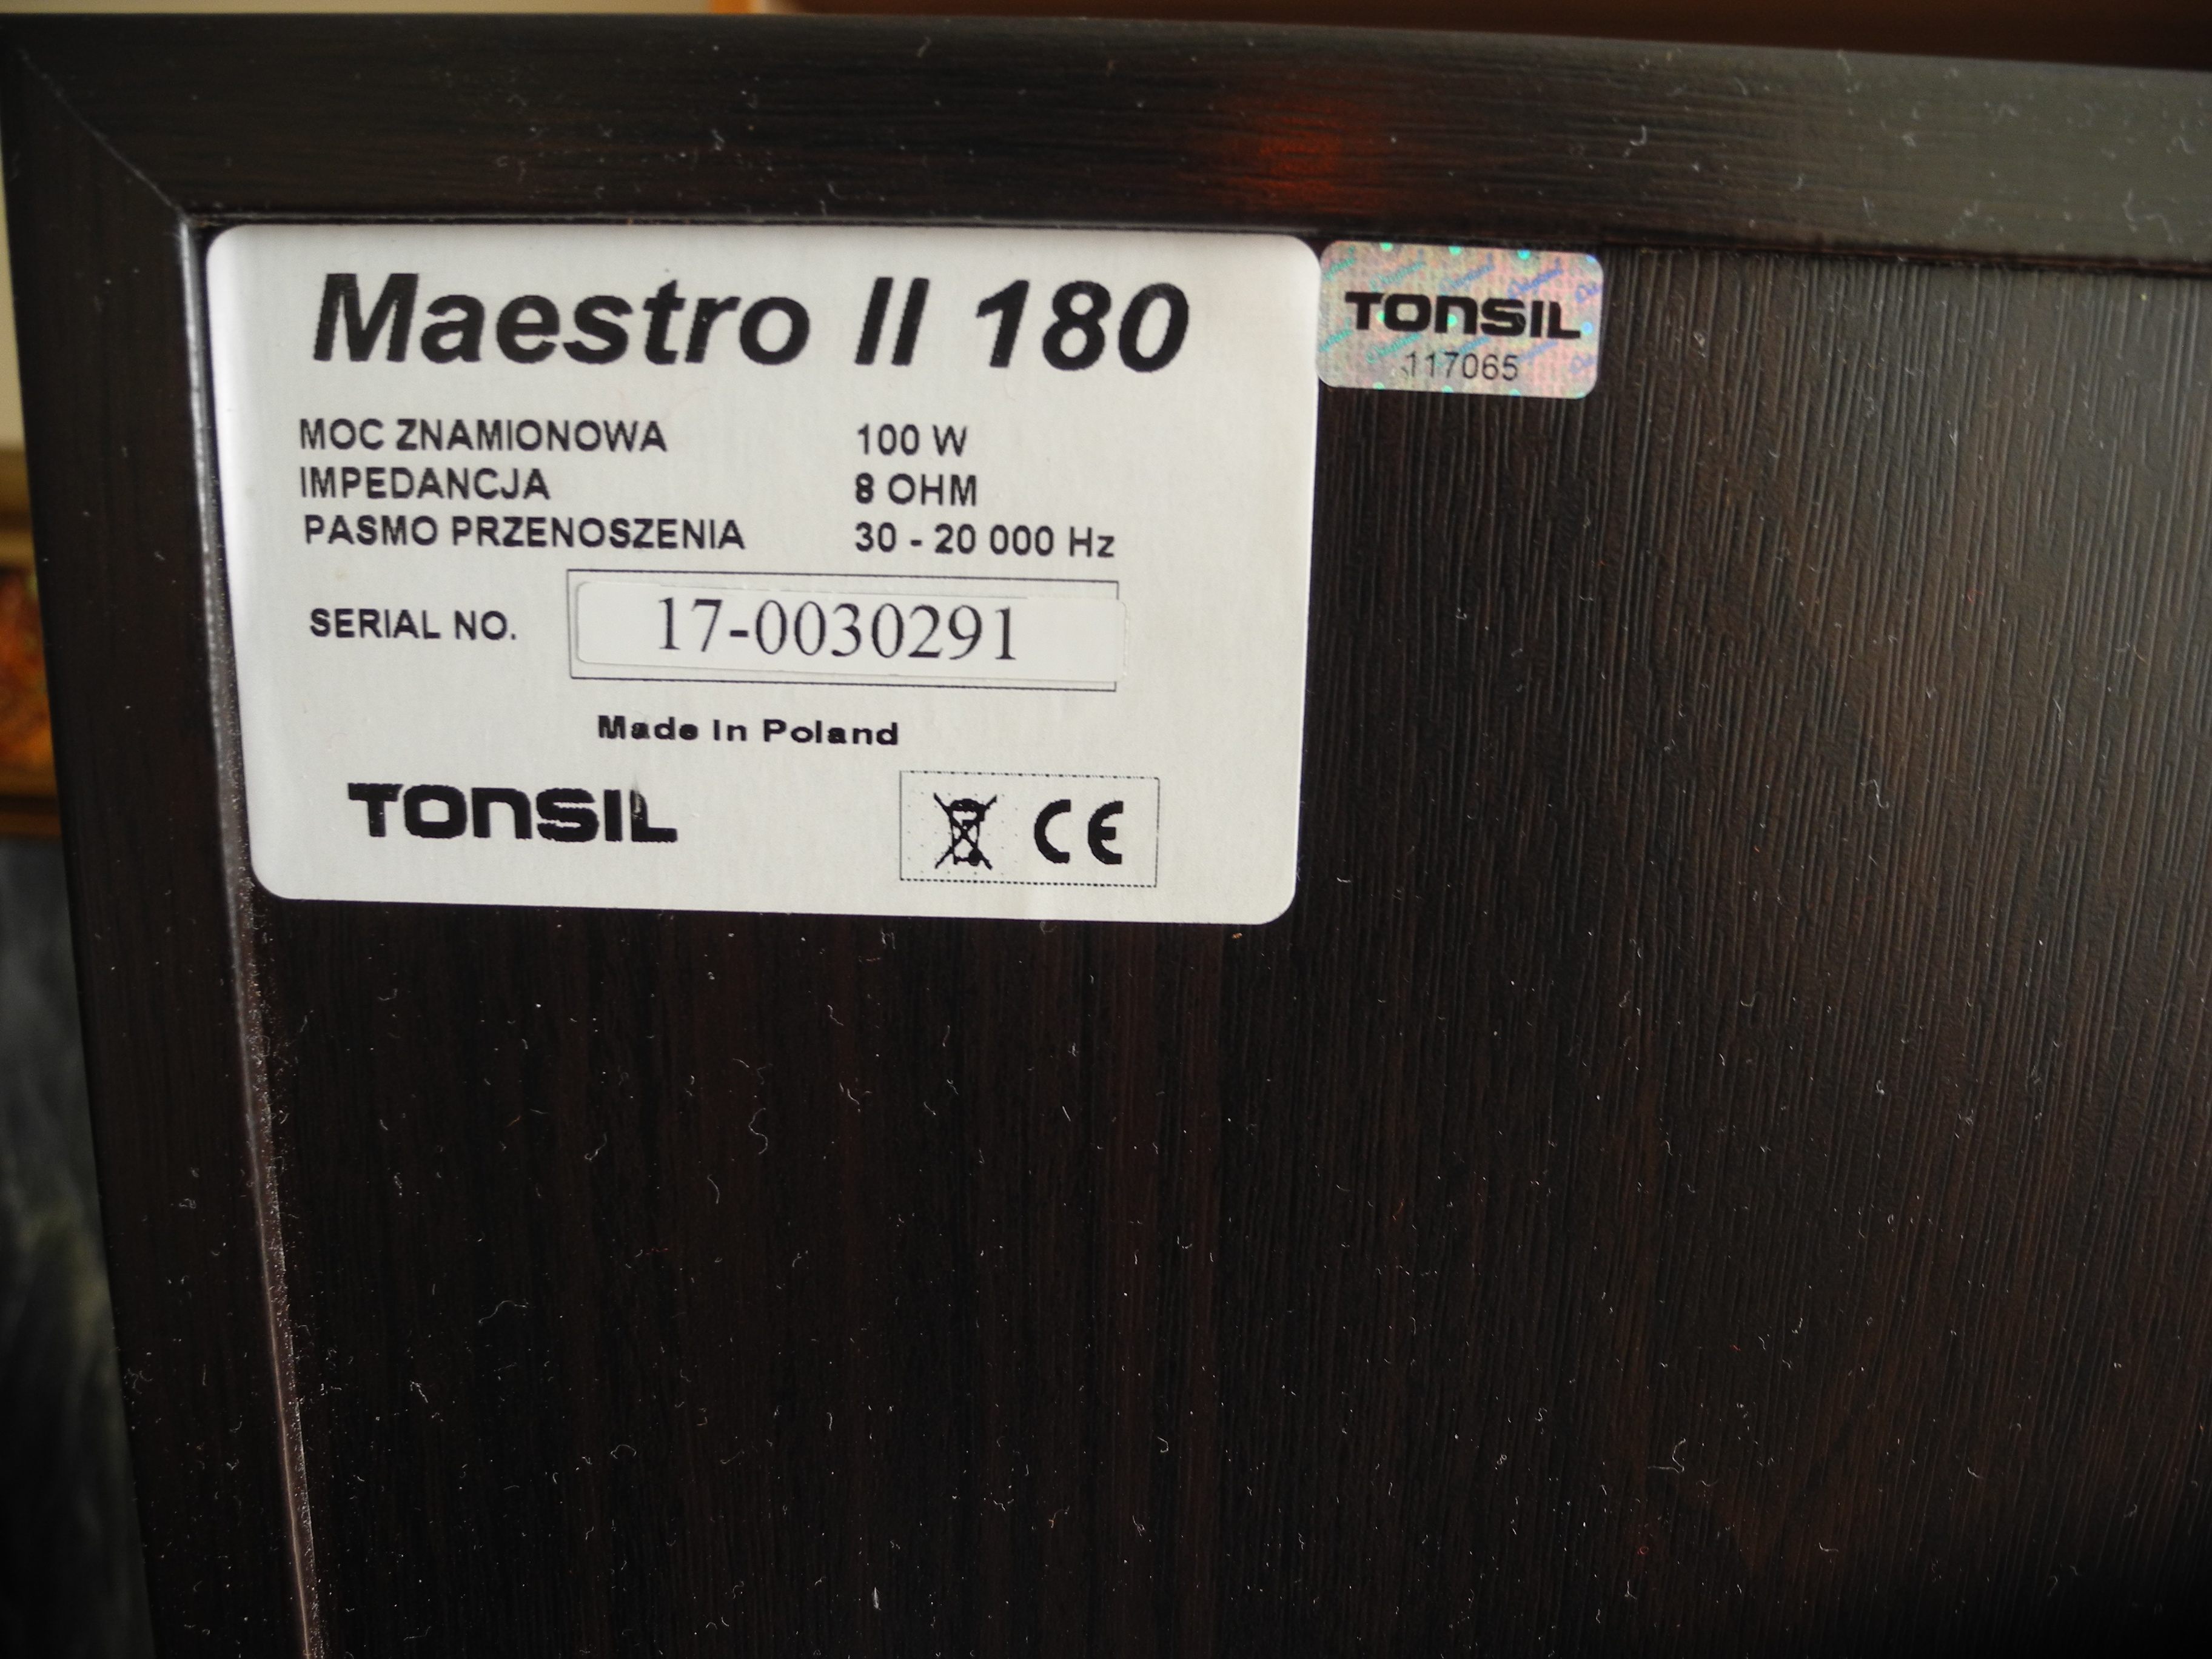 Maestro II 180
MOC ZNAMIONOWA 100 W
IMPEDANCJA 8 OHM
PASMO PRZENOSZENIA 30 - 20 000 Hz
SERIAL NO. 17-0030291
Made In Poland
TONSIL
CE
TONSIL
117065